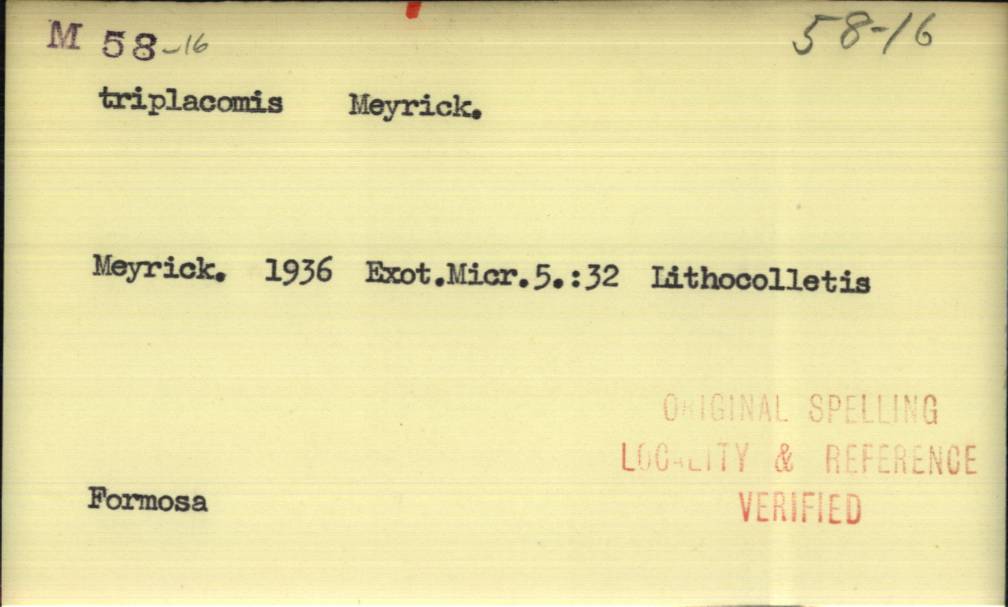 M 58-16 58-16
triplacomis Meyrick.
Meyrick. 1936 Exot.Micr.5.:32 Lithocolletis
ORIGINAL SPELLING
LOCALITY & REFERENCE
VERIFIED
Formosa